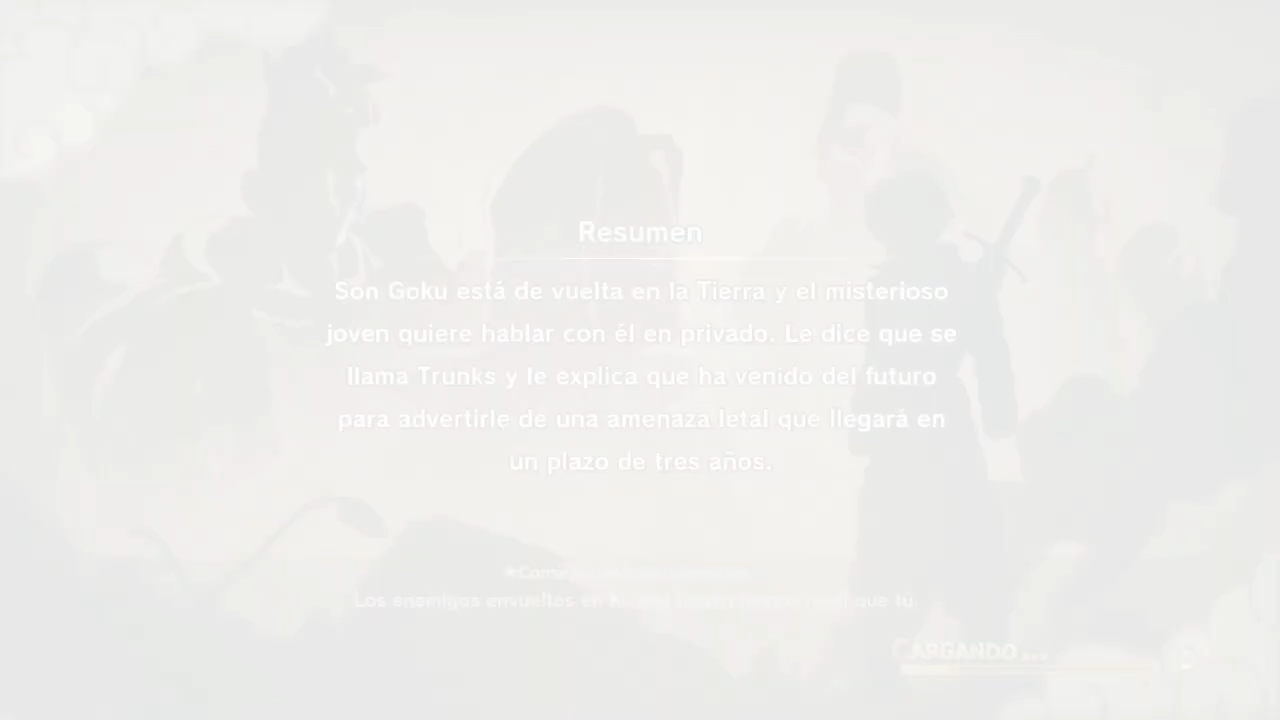 Resumen
Son Goku está de vuelta en la Tierra y el misterioso
joven quiere hablar con él en privado. Le dice que se
llama Trunks y le explica que ha venido del futuro
para advertirle de una amenaza letal que llegará en
un plazo de tres años.
Los enemigos envueltos en que tú.
CARGANDO...